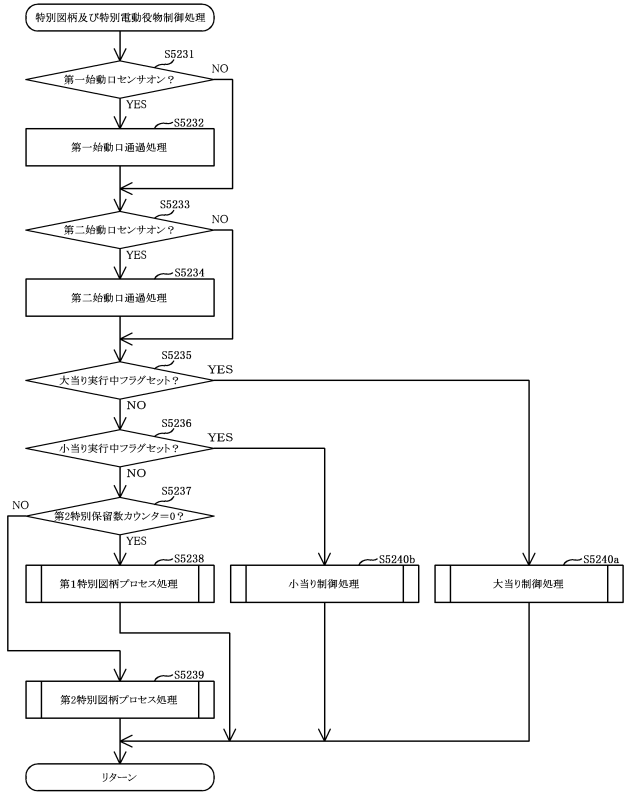 特別図柄及び特別電動役物制御処理
S5231
第一始動口センサオン？
NO
YES
S5232
第一始動口通過処理
S5233
第二始動口センサオン？
NO
YES
S5234
第二始動口通過処理
S5235
大当り実行中フラグセット？
YES
NO
S5236
小当り実行中フラグセット？
YES
NO
S5237
第2特別保留数カウンタ=0？
NO
YES
S5238
第1特別図柄プロセス処理
S5240b
小当り制御処理
S5240a
大当り制御処理
S5239
第2特別図柄プロセス処理
リターン